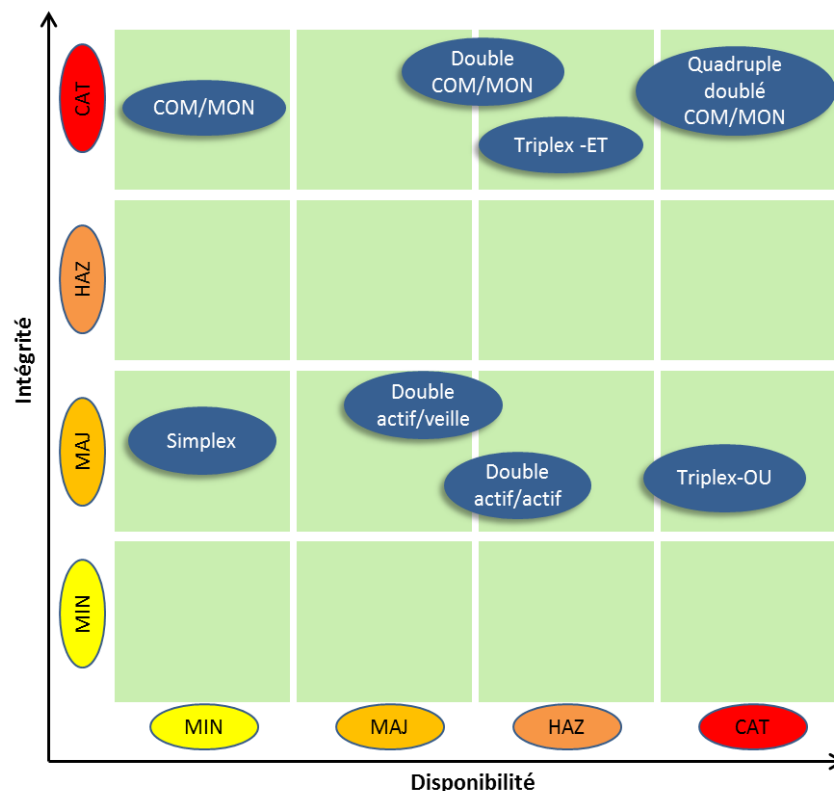 CAT
COM/MON
Double
COM/MON
Triplex -ET
Quadruple
doublé
COM/MON
HAZ
Intégrité
MAJ
Simplex
Double
actif/veille
Double
actif/actif
Triplex-OU
MIN
MIN
MAJ
HAZ
CAT
Disponibilité